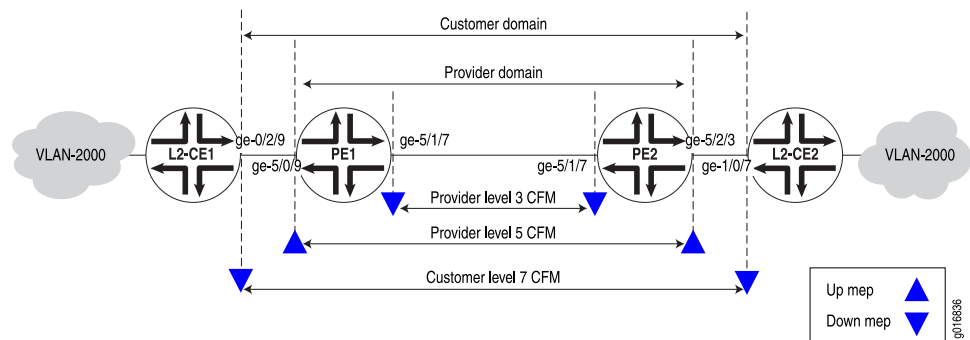 Customer domain
Provider domain
ge-0/2/9
ge-5/1/7
ge-5/2/3
VLAN-2000
L2-CE1
PE1
PE2
L2-CE2
VLAN-2000
ge-5/0/9
ge-5/1/7
ge-1/0/7
Provider level 3 CFM
Provider level 5 CFM
Customer level 7 CFM
Up mep
Down mep
g016836